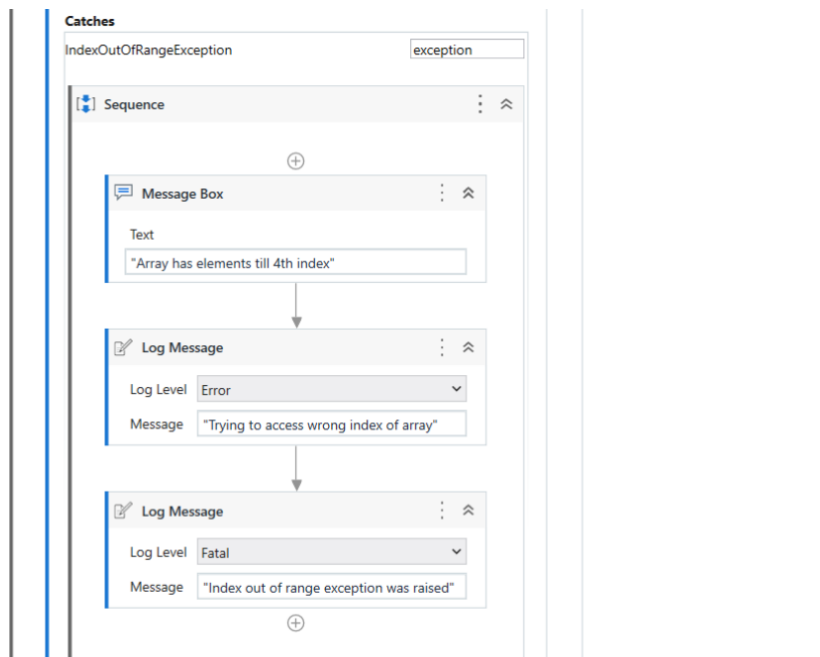 Catches
IndexOutOfRangeException exception
Sequence
Message Box
Text
"Array has elements till 4th index"
Log Message
Log Level Error
Message "Trying to access wrong index of array"
Log Message
Log Level Fatal
Message "Index out of range exception was raised"